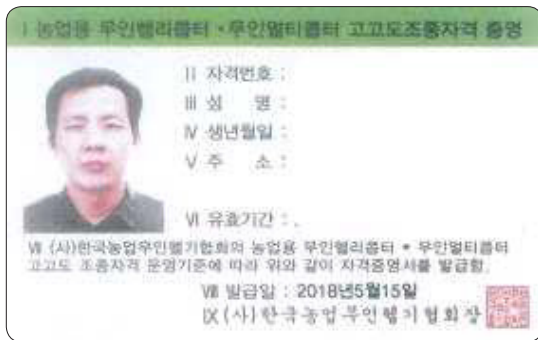 Ⅰ 농업용 무인헬리콥터 • 무인멀티콥터 고고도조종자격 증명
Ⅱ 자격번호 :
Ⅲ 성 명 :
Ⅳ 생년월일 :
Ⅴ 주 소 :
Ⅵ 유효기간 : .
Ⅶ (사)한국농업무인헬기협회의 농업용 무인헬리콥터 • 무인멀티콥터
고고도 조종자격 운영기준에 따라 위와 같이 자격증명서를 발급함.
Ⅷ 발급일 : 2018년5월15일
Ⅸ (사)한국농업무인헬기협회장